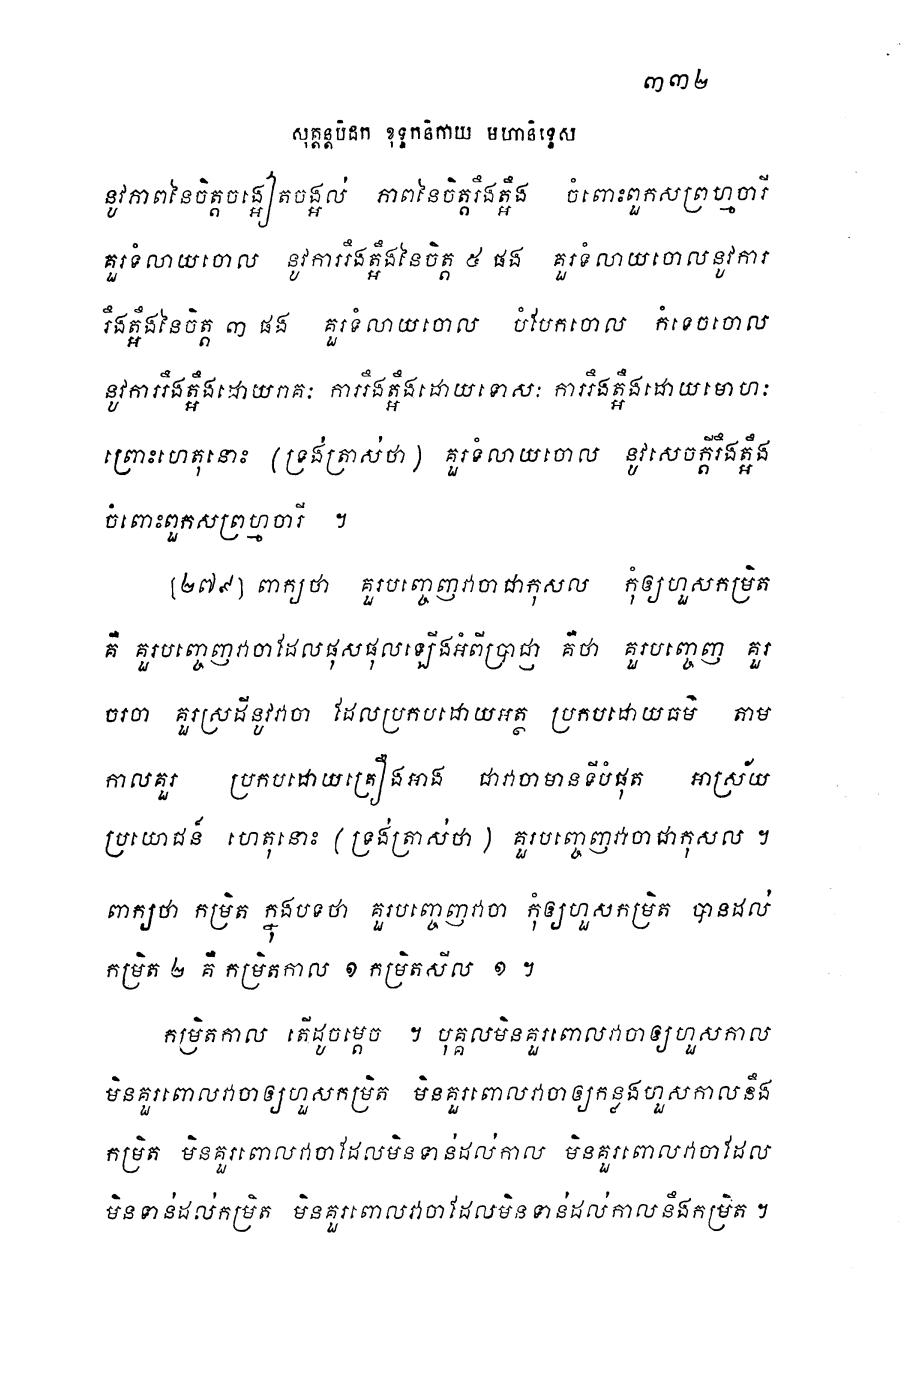 ៣៣២
សុត្តន្តបិដក ខុទ្ទកនិកាយ មហានិទ្ទេស
នូវភាពនៃចិត្តចង្អៀតចង្អល់ ភាពនៃចិត្តរឹងត្អឹង ចំពោះពួកសព្រហ្មចារី
គួរទំលាយចោល នូវការរឹងត្អឹងនៃចិត្ត ៥ ផង គួរទំលាយចោលនូវការ
រឹងត្អឹងនៃចិត្ត ៣ ផង គួរទំលាយចោល បំបែកចោល កំទេចចោល
នូវការរឹងត្អឹងដោយរាគៈ ការរឹងត្អឹងដោយទោសៈ ការរឹងត្អឹងដោយមោហៈ
ព្រោះហេតុនោះ (ទ្រង់ត្រាស់ថា) គួរទំលាយចោល នូវសេចក្តីរឹងត្អឹង
ចំពោះពួកសព្រហ្មចារី ។
[២៧៩] ពាក្យថា គួរបញ្ចេញវាចាជាកុសល កុំឲ្យហួសកម្រិត
គឺ គួរបញ្ចេញវាចាដែលផុសផុលឡើងអំពីប្រាជ្ញា គឺថា គួរបញ្ចេញ គួរ
ចរចា គួរស្រដីនូវវាចា ដែលប្រកបដោយអត្ថ ប្រកបដោយធម៌ តាម
កាលគួរ ប្រកបដោយគ្រឿងអាង ជាវាចាមានទីបំផុត អាស្រ័យ
ប្រយោជន៍ ហេតុនោះ (ទ្រង់ត្រាស់ថា) គួរបញ្ចេញវាចាជាកុសល ។
ពាក្យថា កម្រិត ក្នុងបទថា គួរបញ្ចេញវាចា កុំឲ្យហួសកម្រិត បានដល់
កម្រិត ២ គឺ កម្រិតកាល ១ កម្រិតសីល ១ ។
កម្រិតកាល តើដូចម្តេច ។ បុគ្គលមិនគួរពោលវាចាឲ្យហួសកាល
មិនគួរពោលវាចាឲ្យហួសកម្រិត មិនគួរពោលវាចាឲ្យកន្លងហួសកាលនឹង
កម្រិត មិនគួរពោលវាចាដែលមិនទាន់ដល់កាល មិនគួរពោលវាចាដែល
មិនទាន់ដល់កម្រិត មិនគួរពោលវាចាដែលមិនទាន់ដល់កាលនឹងកម្រិត ។